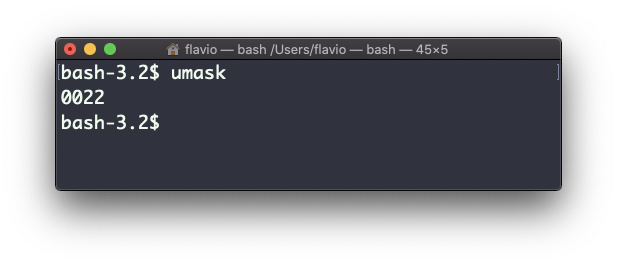 flavio — bash /Users/flavio — bash — 45×5
bash-3.2$ umask
0022
bash-3.2$